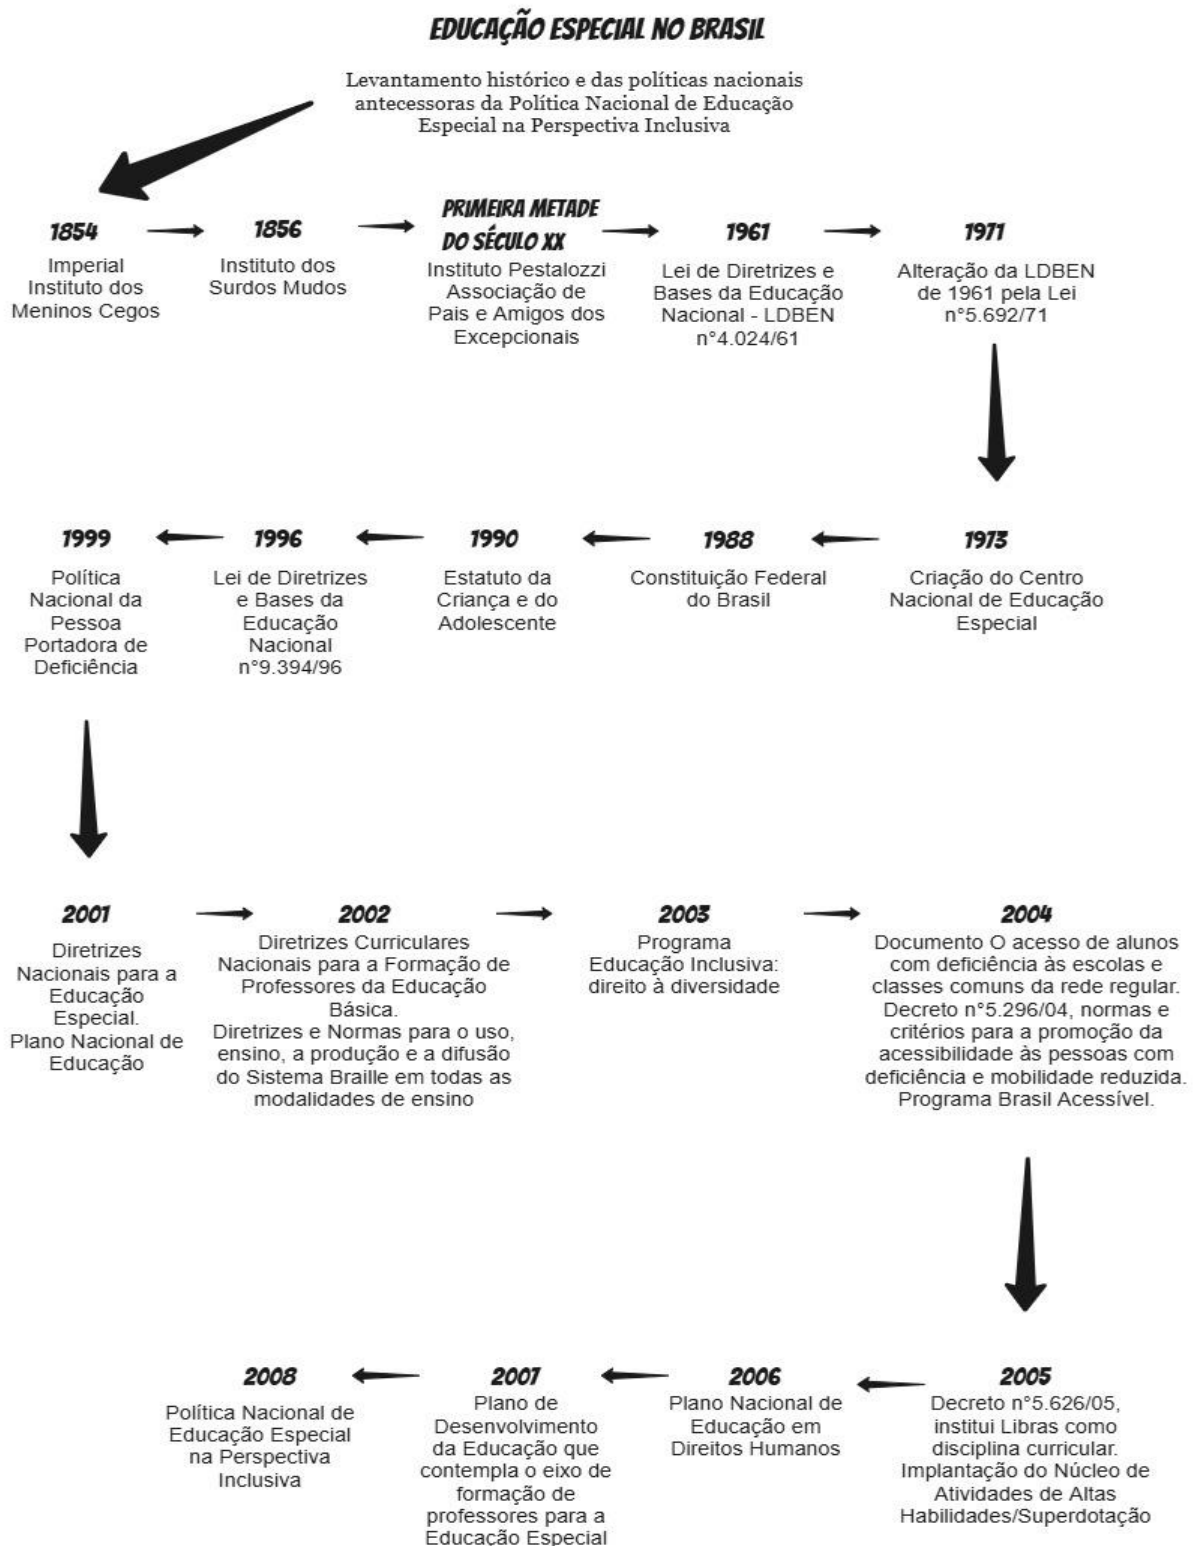 EDUCAÇÃO ESPECIAL NO BRASIL
Levantamento histórico e das políticas nacionais
antecessoras da Política Nacional de Educação
Especial na Perspectiva Inclusiva
1854
Imperial
Instituto dos
Meninos Cegos
1856
Instituto dos
Surdos Mudos
PRIMEIRA METADE
DO SÉCULO XX
Instituto Pestalozzi
Associação de
Pais e Amigos dos
Excepcionais
1961
Lei de Diretrizes e
Bases da Educação
Nacional - LDBEN
n°4.024/61
1971
Alteração da LDBEN
de 1961 pela Lei
n°5.692/71
1973
Criação do Centro
Nacional de Educação
Especial
1988
Constituição Federal
do Brasil
1990
Estatuto da
Criança e do
Adolescente
1996
Lei de Diretrizes
e Bases da
Educação
Nacional
n°9.394/96
1999
Política
Nacional da
Pessoa
Portadora de
Deficiência
2001
Diretrizes
Nacionais para a
Educação
Especial.
Plano Nacional de
Educação
2002
Diretrizes Curriculares
Nacionais para a Formação de
Professores da Educação
Básica.
Diretrizes e Normas para o uso,
ensino, a produção e a difusão
do Sistema Braille em todas as
modalidades de ensino
2003
Programa
Educação Inclusiva:
direito à diversidade
2004
Documento O acesso de alunos
com deficiência às escolas e
classes comuns da rede regular.
Decreto n°5.296/04, normas e
critérios para a promoção da
acessibilidade às pessoas com
deficiência e mobilidade reduzida.
Programa Brasil Acessível.
2005
Decreto n°5.626/05,
institui Libras como
disciplina curricular.
Implantação do Núcleo de
Atividades de Altas
Habilidades/Superdotação
2006
Plano Nacional de
Educação em
Direitos Humanos
2007
Plano de
Desenvolvimento
da Educação que
contempla o eixo de
formação de
professores para a
Educação Especial
2008
Política Nacional de
Educação Especial
na Perspectiva
Inclusiva